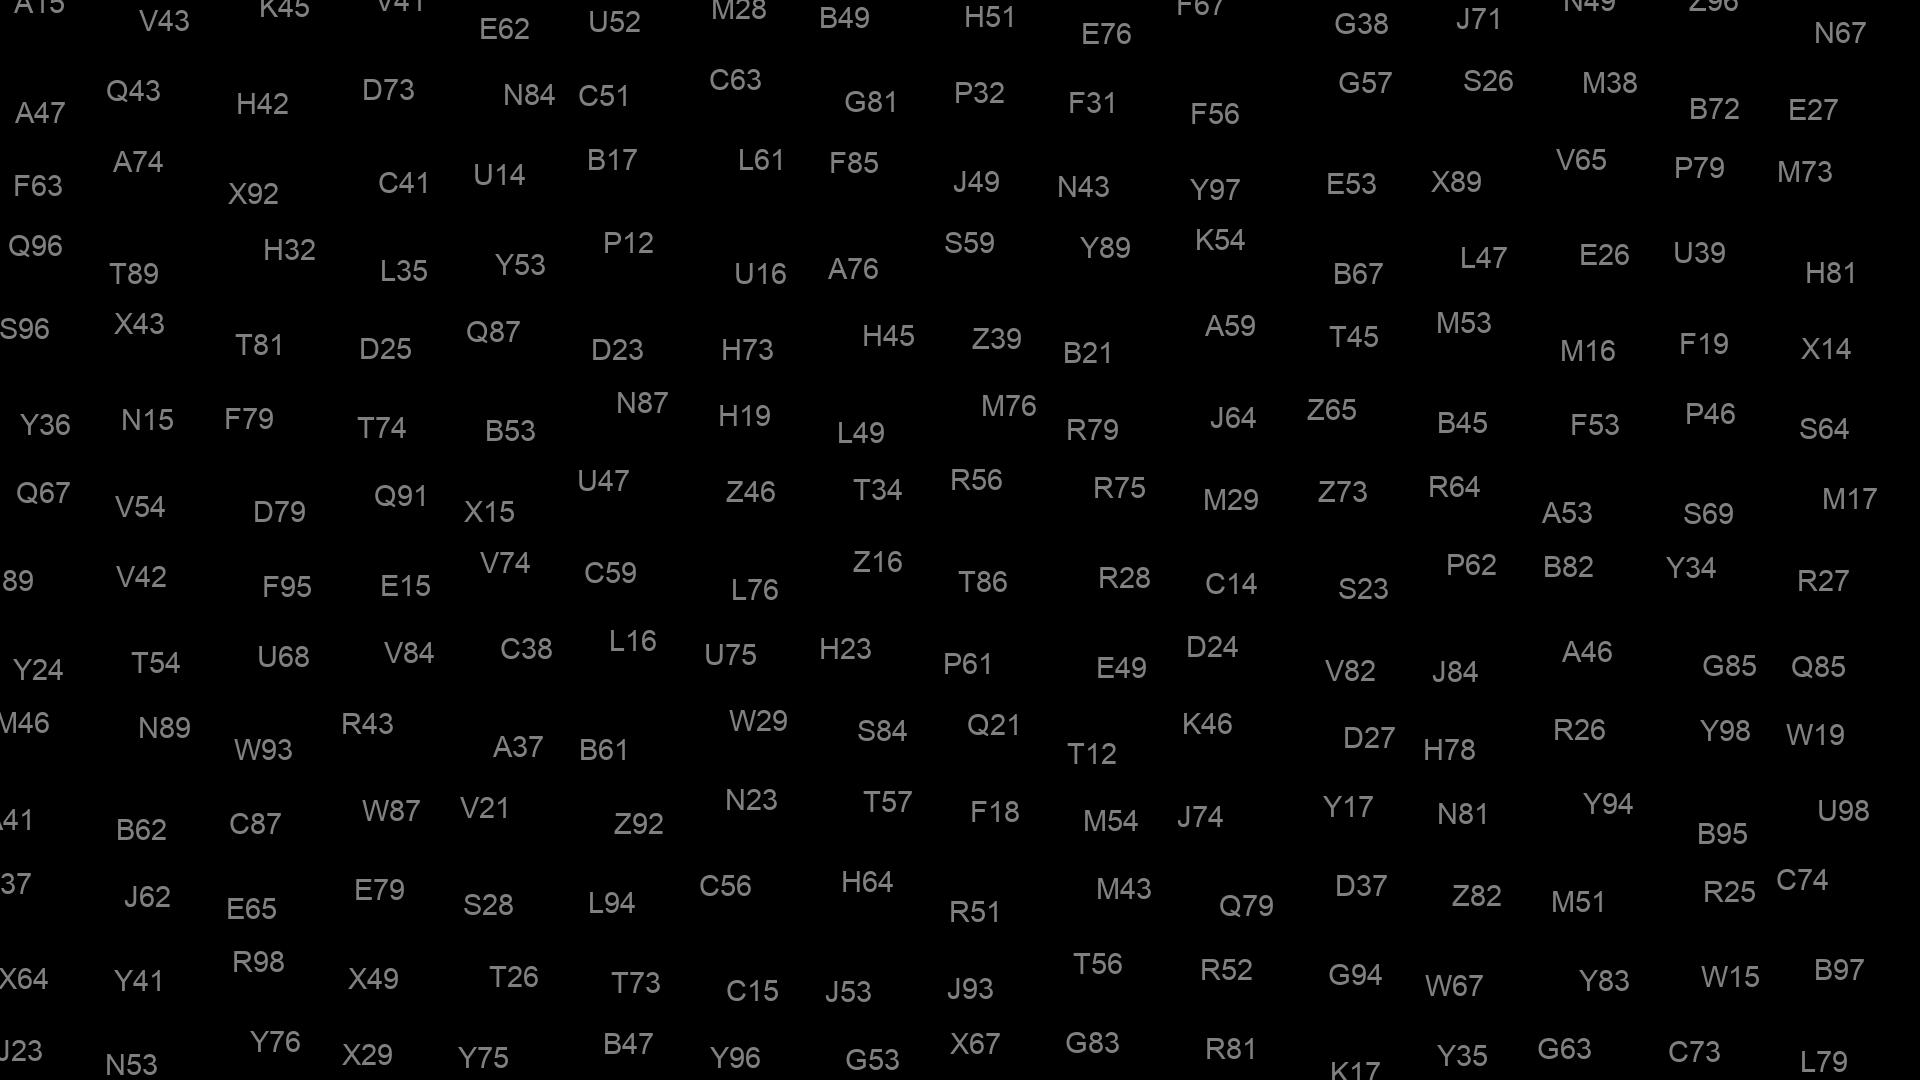 A15 V43 K45 V41 E62 U52 M28 B49 H51 E76 F67 G38 J71 N49 Z96 N67
A47 Q43 H42 D73 N84 C51 C63 G81 P32 F31 F56 G57 S26 M38 B72 E27
F63 A74 X92 C41 U14 B17 L61 F85 J49 N43 Y97 E53 X89 V65 P79 M73
Q96 T89 H32 L35 Y53 P12 U16 A76 S59 Y89 K54 B67 L47 E26 U39 H81
S96 X43 T81 D25 Q87 D23 H73 H45 Z39 B21 A59 T45 M53 M16 F19 X14
Y36 N15 F79 T74 B53 N87 H19 L49 M76 R79 J64 Z65 B45 F53 P46 S64
Q67 V54 D79 Q91 X15 U47 Z46 T34 R56 R75 M29 Z73 R64 A53 S69 M17
89 V42 F95 E15 V74 C59 L76 Z16 T86 R28 C14 S23 P62 B82 Y34 R27
Y24 T54 U68 V84 C38 L16 U75 H23 P61 E49 D24 V82 J84 A46 G85 Q85
M46 N89 W93 R43 A37 B61 W29 S84 Q21 T12 K46 D27 H78 R26 Y98 W19
41 B62 C87 W87 V21 Z92 N23 T57 F18 M54 J74 Y17 N81 Y94 B95 U98
37 J62 E65 E79 S28 L94 C56 H64 R51 M43 Q79 D37 Z82 M51 R25 C74
X64 Y41 R98 X49 T26 T73 C15 J53 J93 T56 R52 G94 W67 Y83 W15 B97
J23 N53 Y76 X29 Y75 B47 Y96 G53 X67 G83 R81 K17 Y35 G63 C73 L79